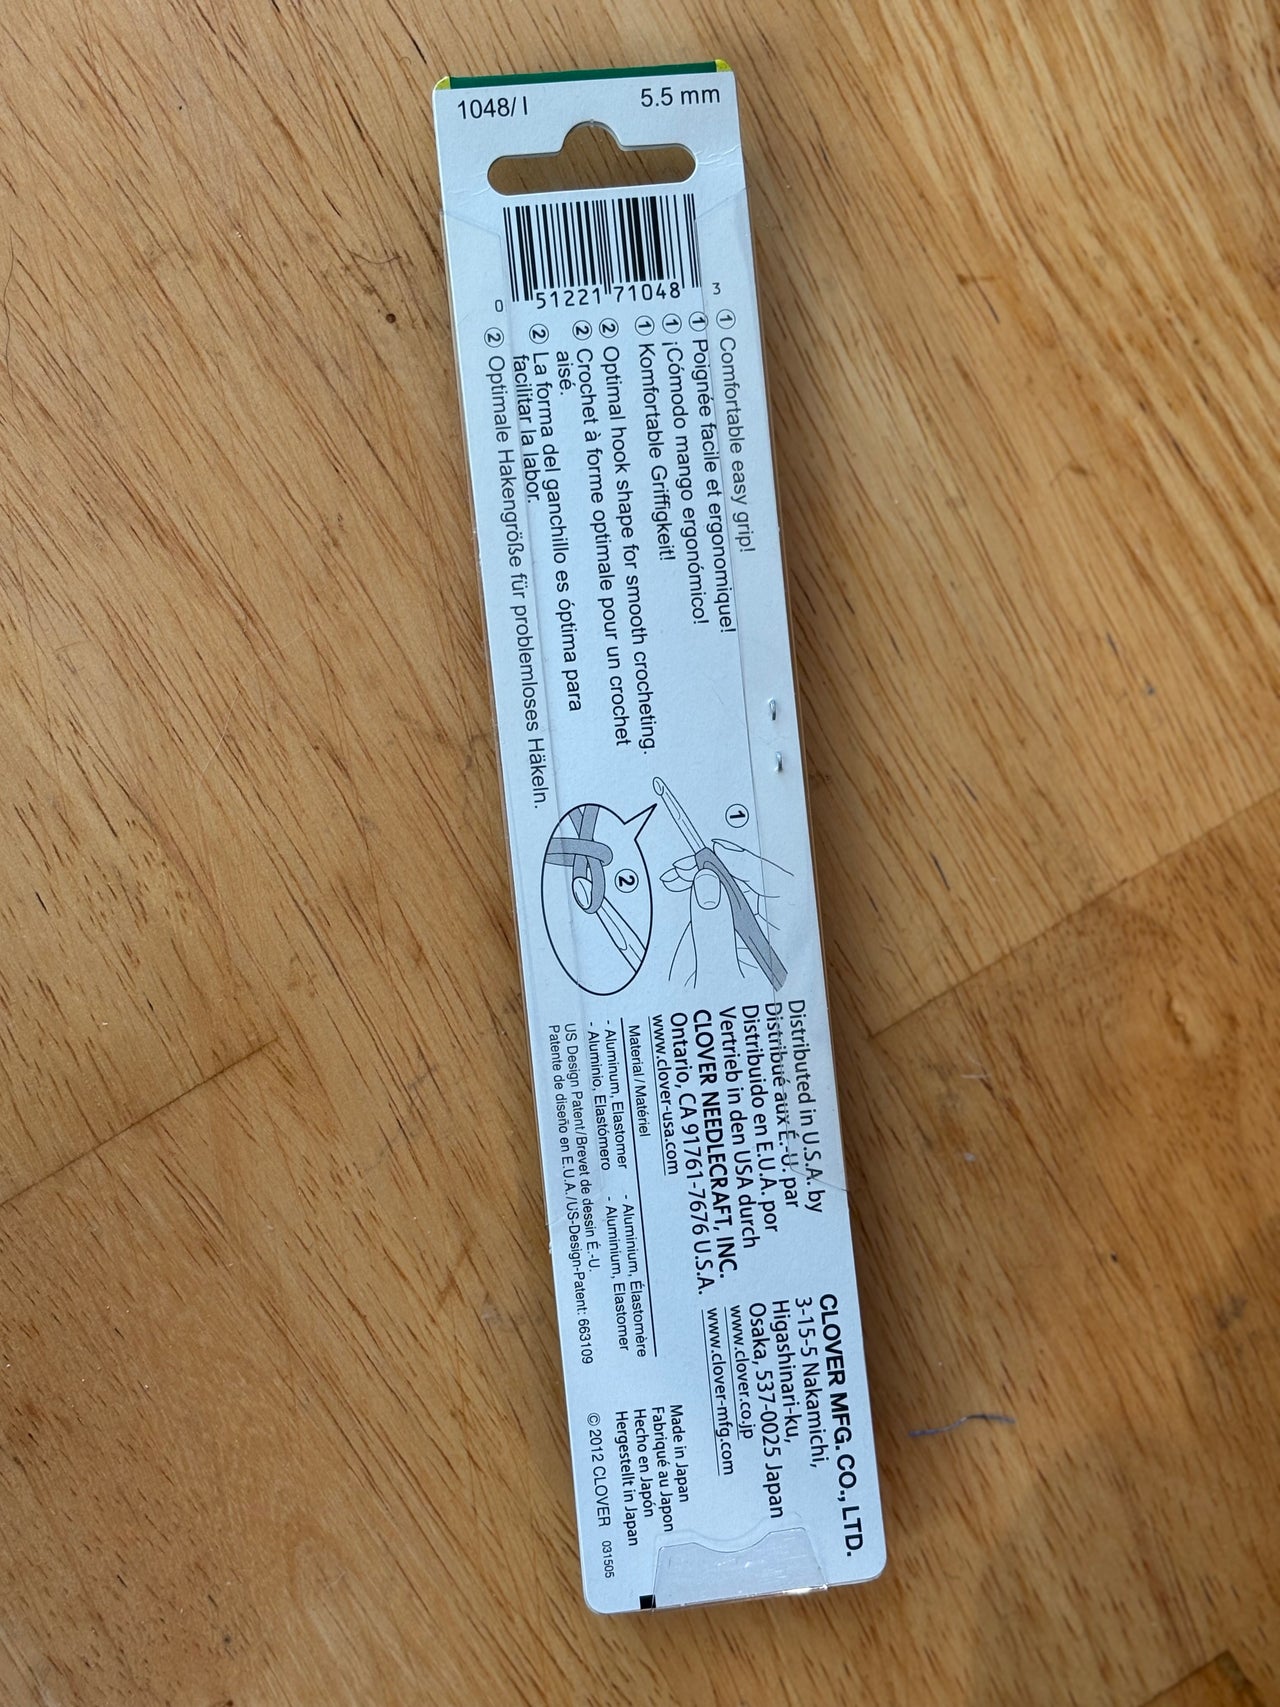 1048/I
5.5 mm
0 51221 71048 3
① Comfortable easy grip!
① Poignée facile et ergonomique!
① ¡Cómodo mango ergonómico!
① Komfortable Griffigkeit!
② Optimal hook shape for smooth crocheting.
② Crochet à forme optimale pour un crochet
aisé.
② La forma del ganchillo es óptima para
facilitar la labor.
② Optimale Hakengröße für problemloses Häkeln.
①
②
Distributed in U.S.A. by
Distribué aux É.-U. par
Distribuido en E.U.A. por
Vertrieb in den USA durch
CLOVER NEEDLECRAFT, INC.
Ontario, CA 91761-7676 U.S.A.
www.clover-usa.com
CLOVER MFG. CO., LTD.
3-15-5 Nakamichi,
Higashinari-ku,
Osaka, 537-0025 Japan
www.clover.co.jp
www.clover-mfg.com
Material/Matériel
- Aluminum, Elastomer - Aluminium, Élastomère
- Aluminio, Elastómero - Aluminium, Elastomer
US Design Patent/Brevet de dessin É.-U.
Patente de diseño en E.U.A./US-Design-Patent: 663109
Made in Japan
Fabriqué au Japon
Hecho en Japón
Hergestellt in Japan
© 2012 CLOVER 031505